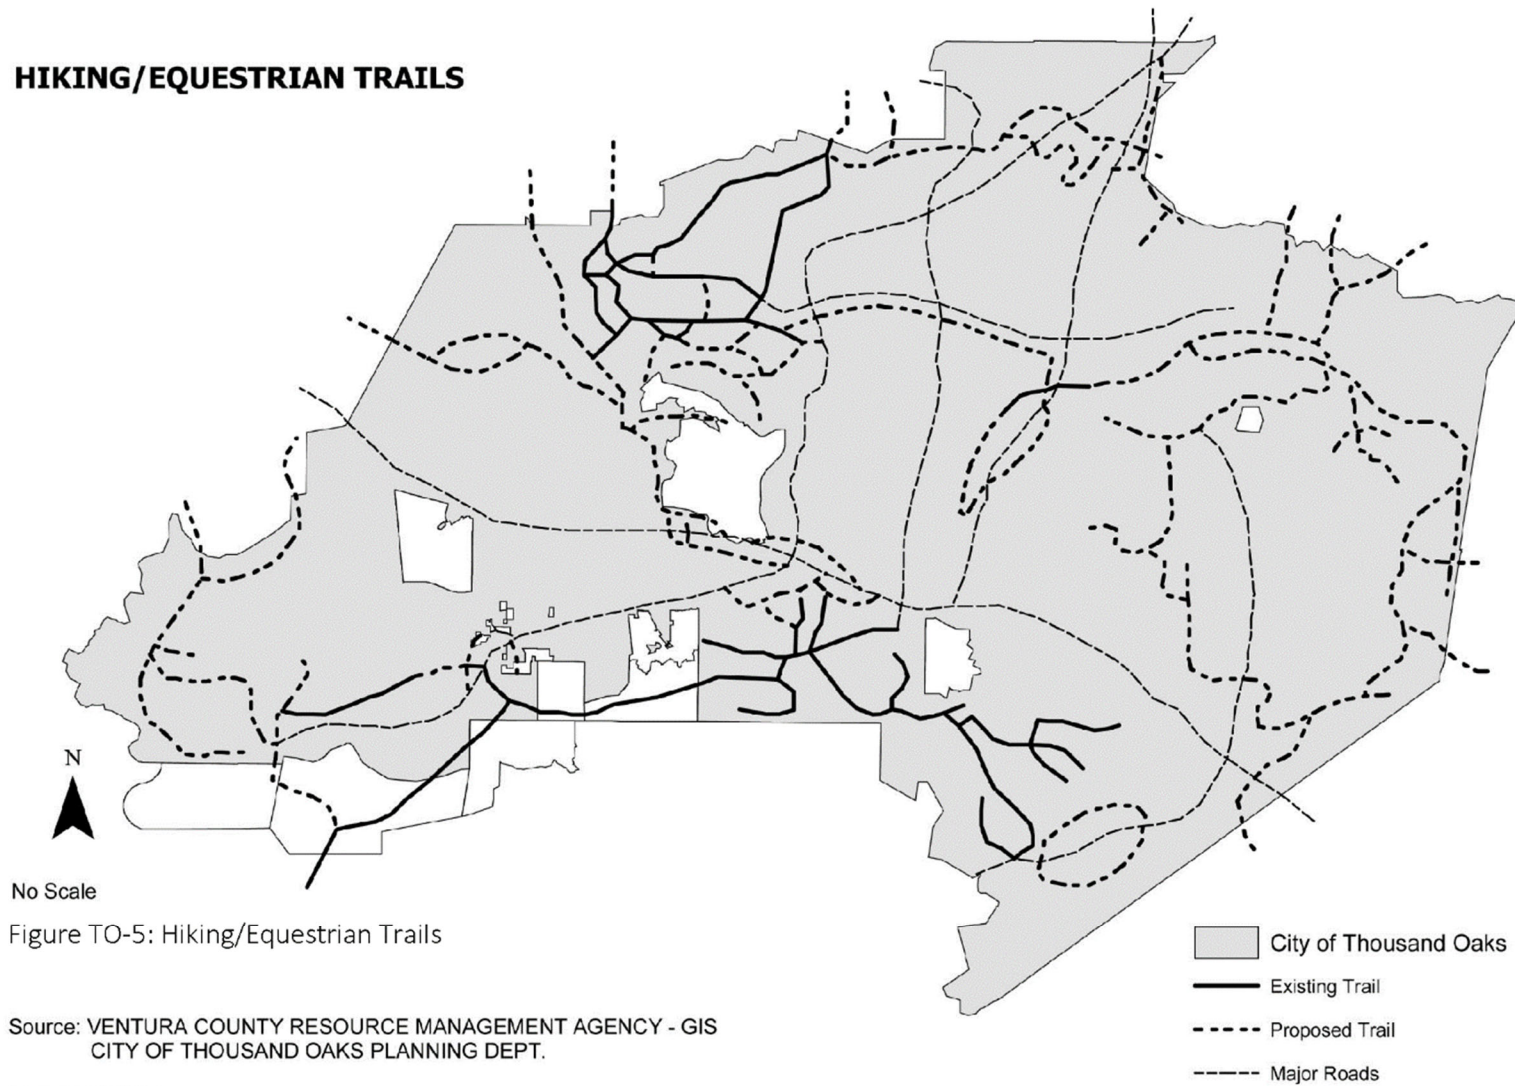 HIKING/EQUESTRIAN TRAILS
N
No Scale
Figure TO-5: Hiking/Equestrian Trails
City of Thousand Oaks
Existing Trail
Proposed Trail
Major Roads
Source: VENTURA COUNTY RESOURCE MANAGEMENT AGENCY - GIS
CITY OF THOUSAND OAKS PLANNING DEPT.